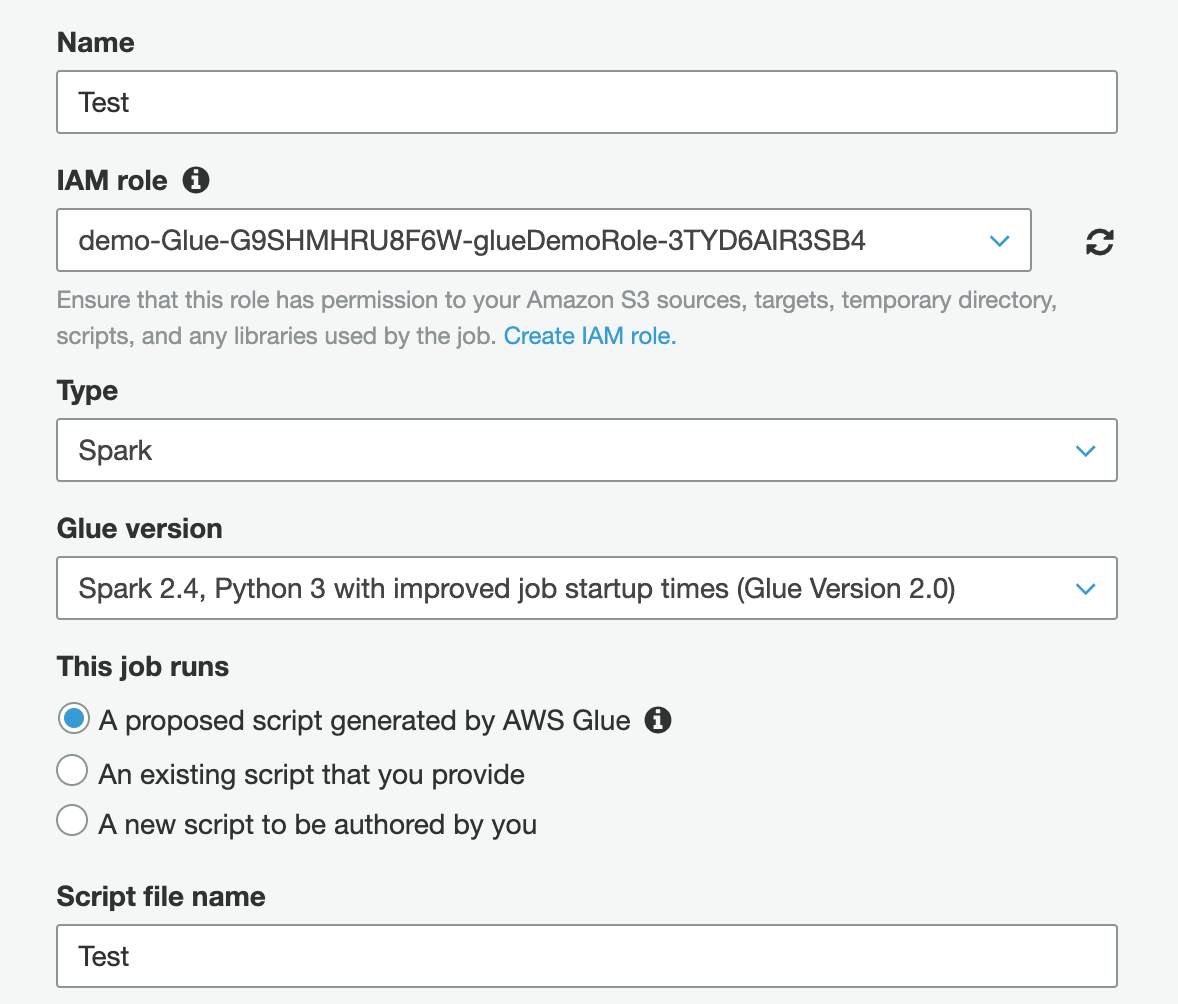 Name
Test
IAM role
demo-Glue-G9SHMHRU8F6W-glueDemoRole-3TYD6AIR3SB4
Ensure that this role has permission to your Amazon S3 sources, targets, temporary directory,
scripts, and any libraries used by the job. Create IAM role.
Type
Spark
Glue version
Spark 2.4, Python 3 with improved job startup times (Glue Version 2.0)
This job runs
A proposed script generated by AWS Glue
An existing script that you provide
A new script to be authored by you
Script file name
Test